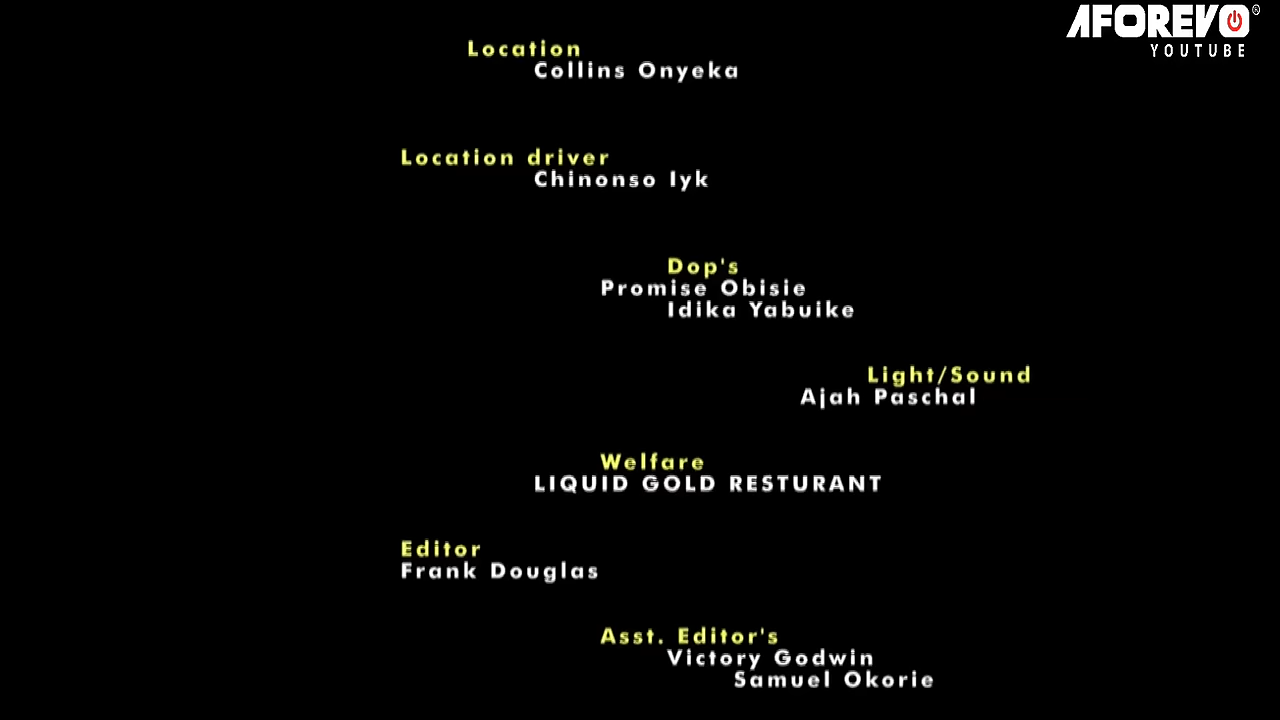 AFOREVO
YOUTUBE
Location
Collins Onyeka
Location driver
Chinonso Iyk
Dop's
Promise Obisie
Idika Yabuike
Light/Sound
Ajah Paschal
Welfare
LIQUID GOLD RESTURANT
Editor
Frank Douglas
Asst. Editor's
Victory Godwin
Samuel Okorie